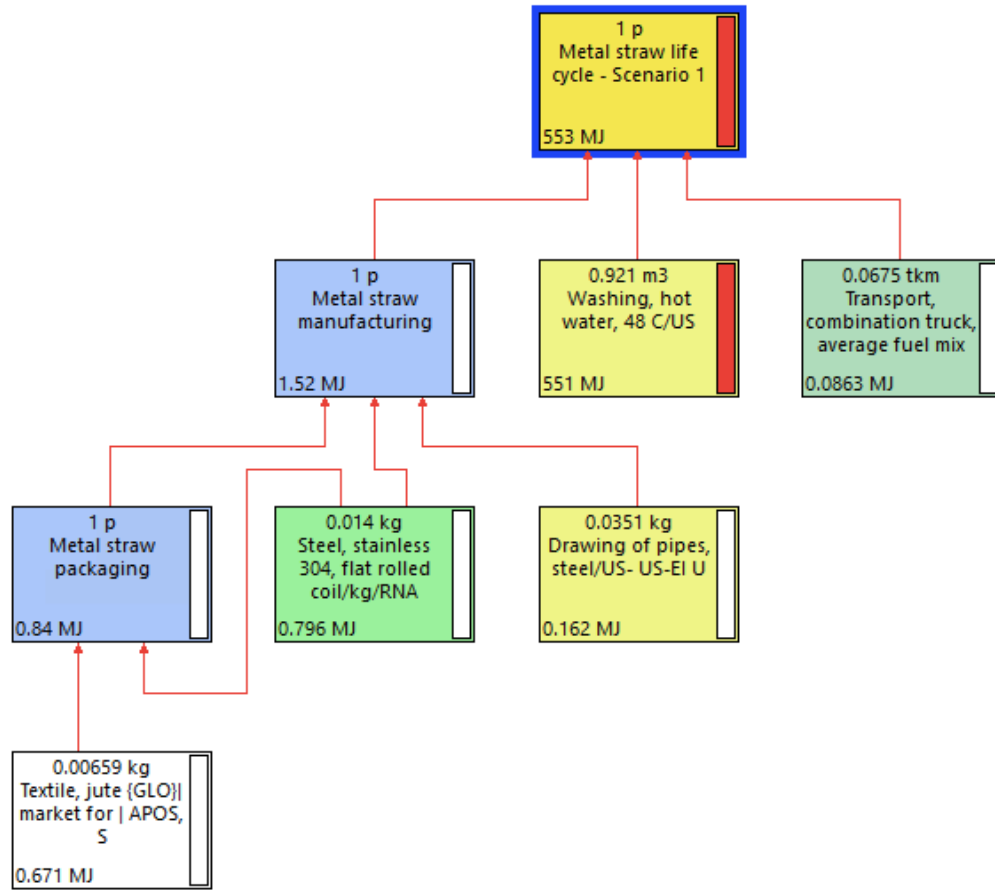 1 p
Metal straw life
cycle - Scenario 1
553 MJ
1 p
Metal straw
manufacturing
1.52 MJ
0.921 m3
Washing, hot
water, 48 C/US
551 MJ
0.0675 tkm
Transport,
combination truck,
average fuel mix
0.0863 MJ
1 p
Metal straw
packaging
0.84 MJ
0.014 kg
Steel, stainless
304, flat rolled
coil/kg/RNA
0.796 MJ
0.0351 kg
Drawing of pipes,
steel/US- US-EI U
0.162 MJ
0.00659 kg
Textile, jute {GLO}|
market for | APOS,
S
0.671 MJ